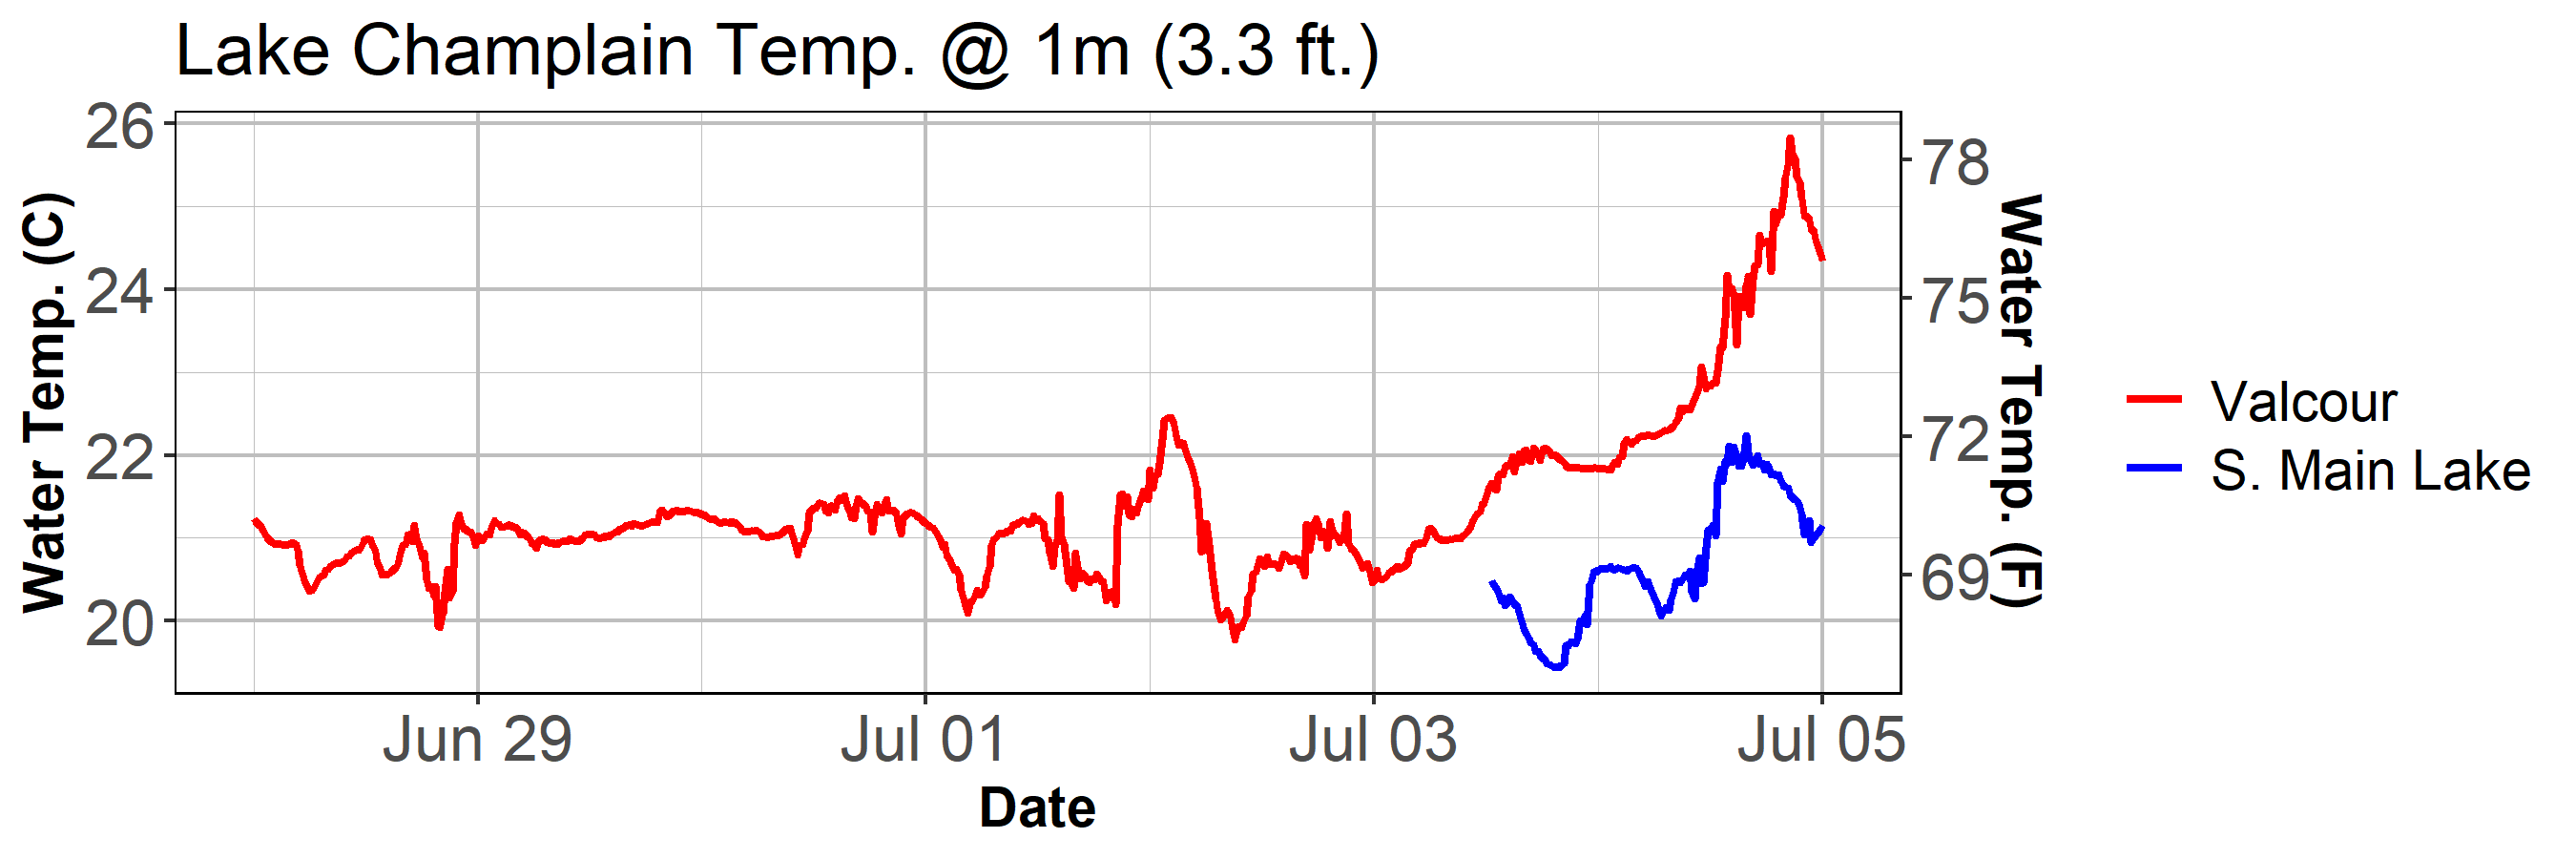 Lake Champlain Temp. @ 1m (3.3 ft.)
Water Temp. (C)
26
24
22
20
78
75
72
69
Water Temp. (F)
Jun 29
Jul 01
Jul 03
Jul 05
Date
Valcour
S. Main Lake